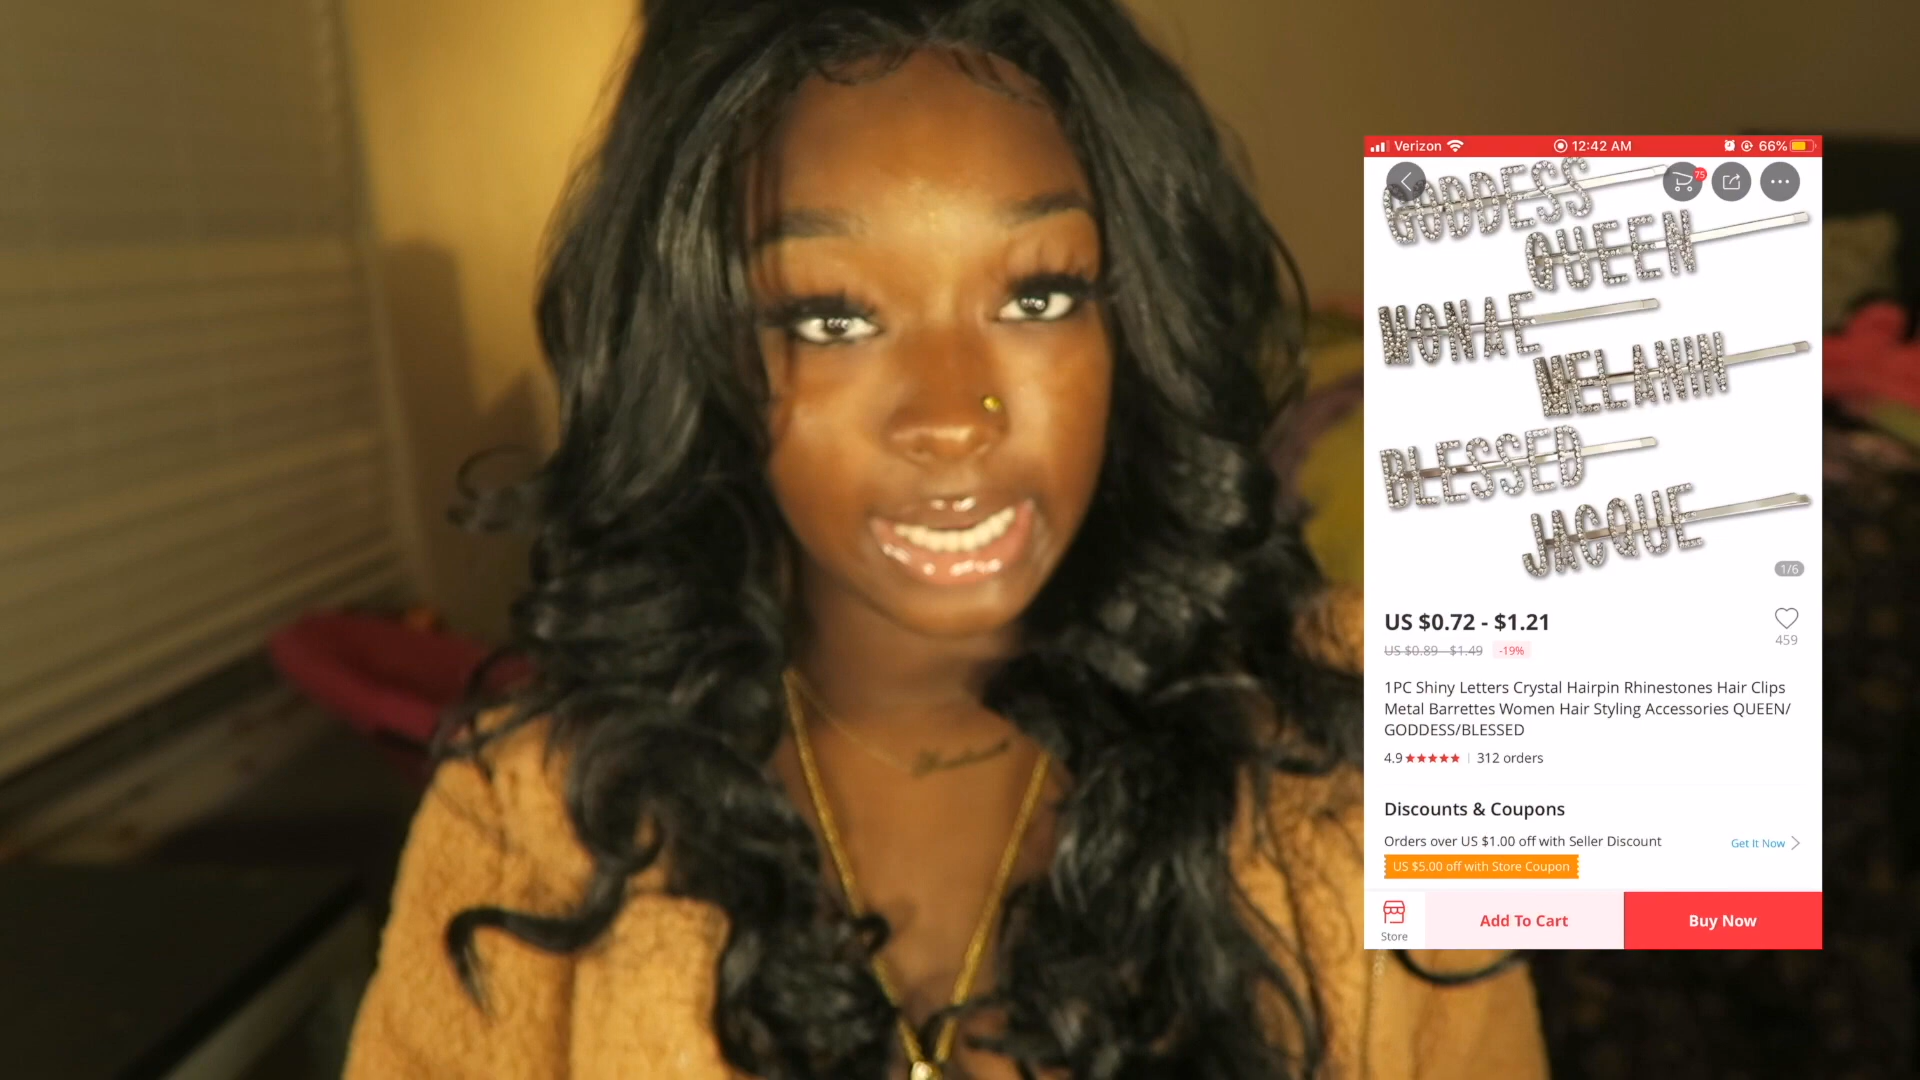 Verizon 12:42 AM 66%
75
GODDESS
QUEEN
MONAE
MELANIN
BLESSED
JACQUE
1/6
US $0.72 - $1.21
459
US $0.89 - $1.49 -19%
1PC Shiny Letters Crystal Hairpin Rhinestones Hair Clips
Metal Barrettes Women Hair Styling Accessories QUEEN/
GODDESS/BLESSED
4.9 ★★★★★ | 312 orders
Discounts & Coupons
Orders over US $1.00 off with Seller Discount
Get It Now
US $5.00 off with Store Coupon
Store
Add To Cart
Buy Now